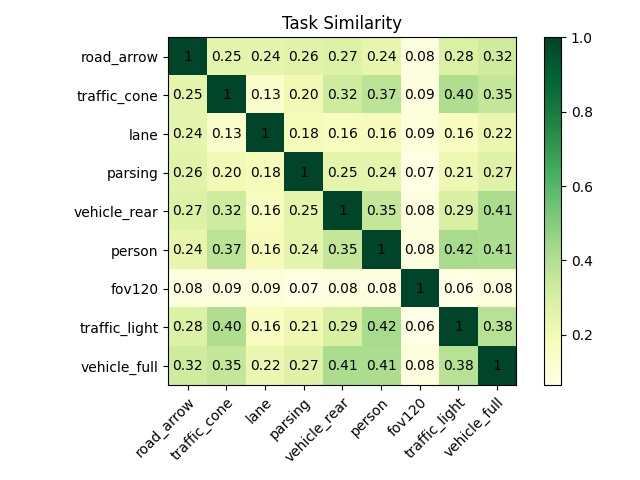 Task Similarity
road_arrow 1 0.25 0.24 0.26 0.27 0.24 0.08 0.28 0.32
traffic_cone 0.25 1 0.13 0.20 0.32 0.37 0.09 0.40 0.35
lane 0.24 0.13 1 0.18 0.16 0.16 0.09 0.16 0.22
parsing 0.26 0.20 0.18 1 0.25 0.24 0.07 0.21 0.27
vehicle_rear 0.27 0.32 0.16 0.25 1 0.35 0.08 0.29 0.41
person 0.24 0.37 0.16 0.24 0.35 1 0.08 0.42 0.41
fov120 0.08 0.09 0.09 0.07 0.08 0.08 1 0.06 0.08
traffic_light 0.28 0.40 0.16 0.21 0.29 0.42 0.06 1 0.38
vehicle_full 0.32 0.35 0.22 0.27 0.41 0.41 0.08 0.38 1
road_arrow traffic_cone lane parsing vehicle_rear person fov120 traffic_light vehicle_full
1.0
0.8
0.6
0.4
0.2